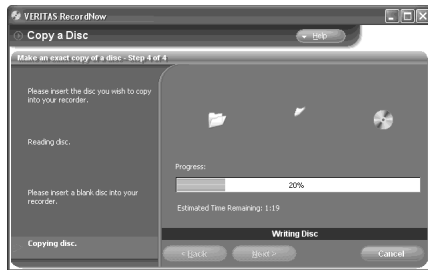 VERITAS RecordNow
Copy a Disc
Help
Make an exact copy of a disc - Step 4 of 4
Please insert the disc you wish to copy
into your recorder.
Reading disc.
Please insert a blank disc into your
recorder.
Copying disc.
Progress:
20%
Estimated Time Remaining: 1:19
Writing Disc
< Back
Next >
Cancel